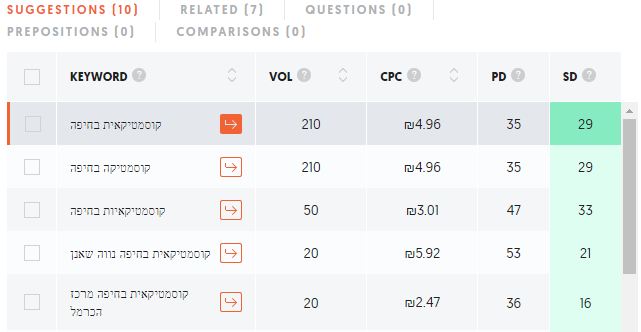 SUGGESTIONS (10) RELATED (7) QUESTIONS (0)
PREPOSITIONS (0) COMPARISONS (0)
KEYWORD ? VOL ? CPC ? PD ? SD ?
קוסמטיקאית בחיפה 210 ₪4.96 35 29
קוסמטיקה בחיפה 210 ₪4.96 35 29
קוסמטיקאיות בחיפה 50 ₪3.01 47 33
קוסמטיקאית בחיפה נווה שאנן 20 ₪5.92 53 21
קוסמטיקאית בחיפה מרכז
הכרמל 20 ₪2.47 36 16